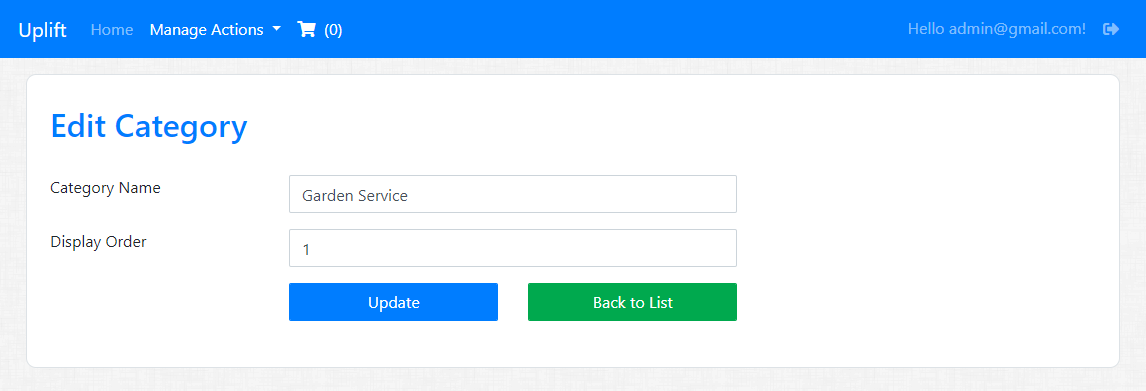 Uplift Home Manage Actions (0) Hello admin@gmail.com!
Edit Category
Category Name Garden Service
Display Order 1
Update Back to List